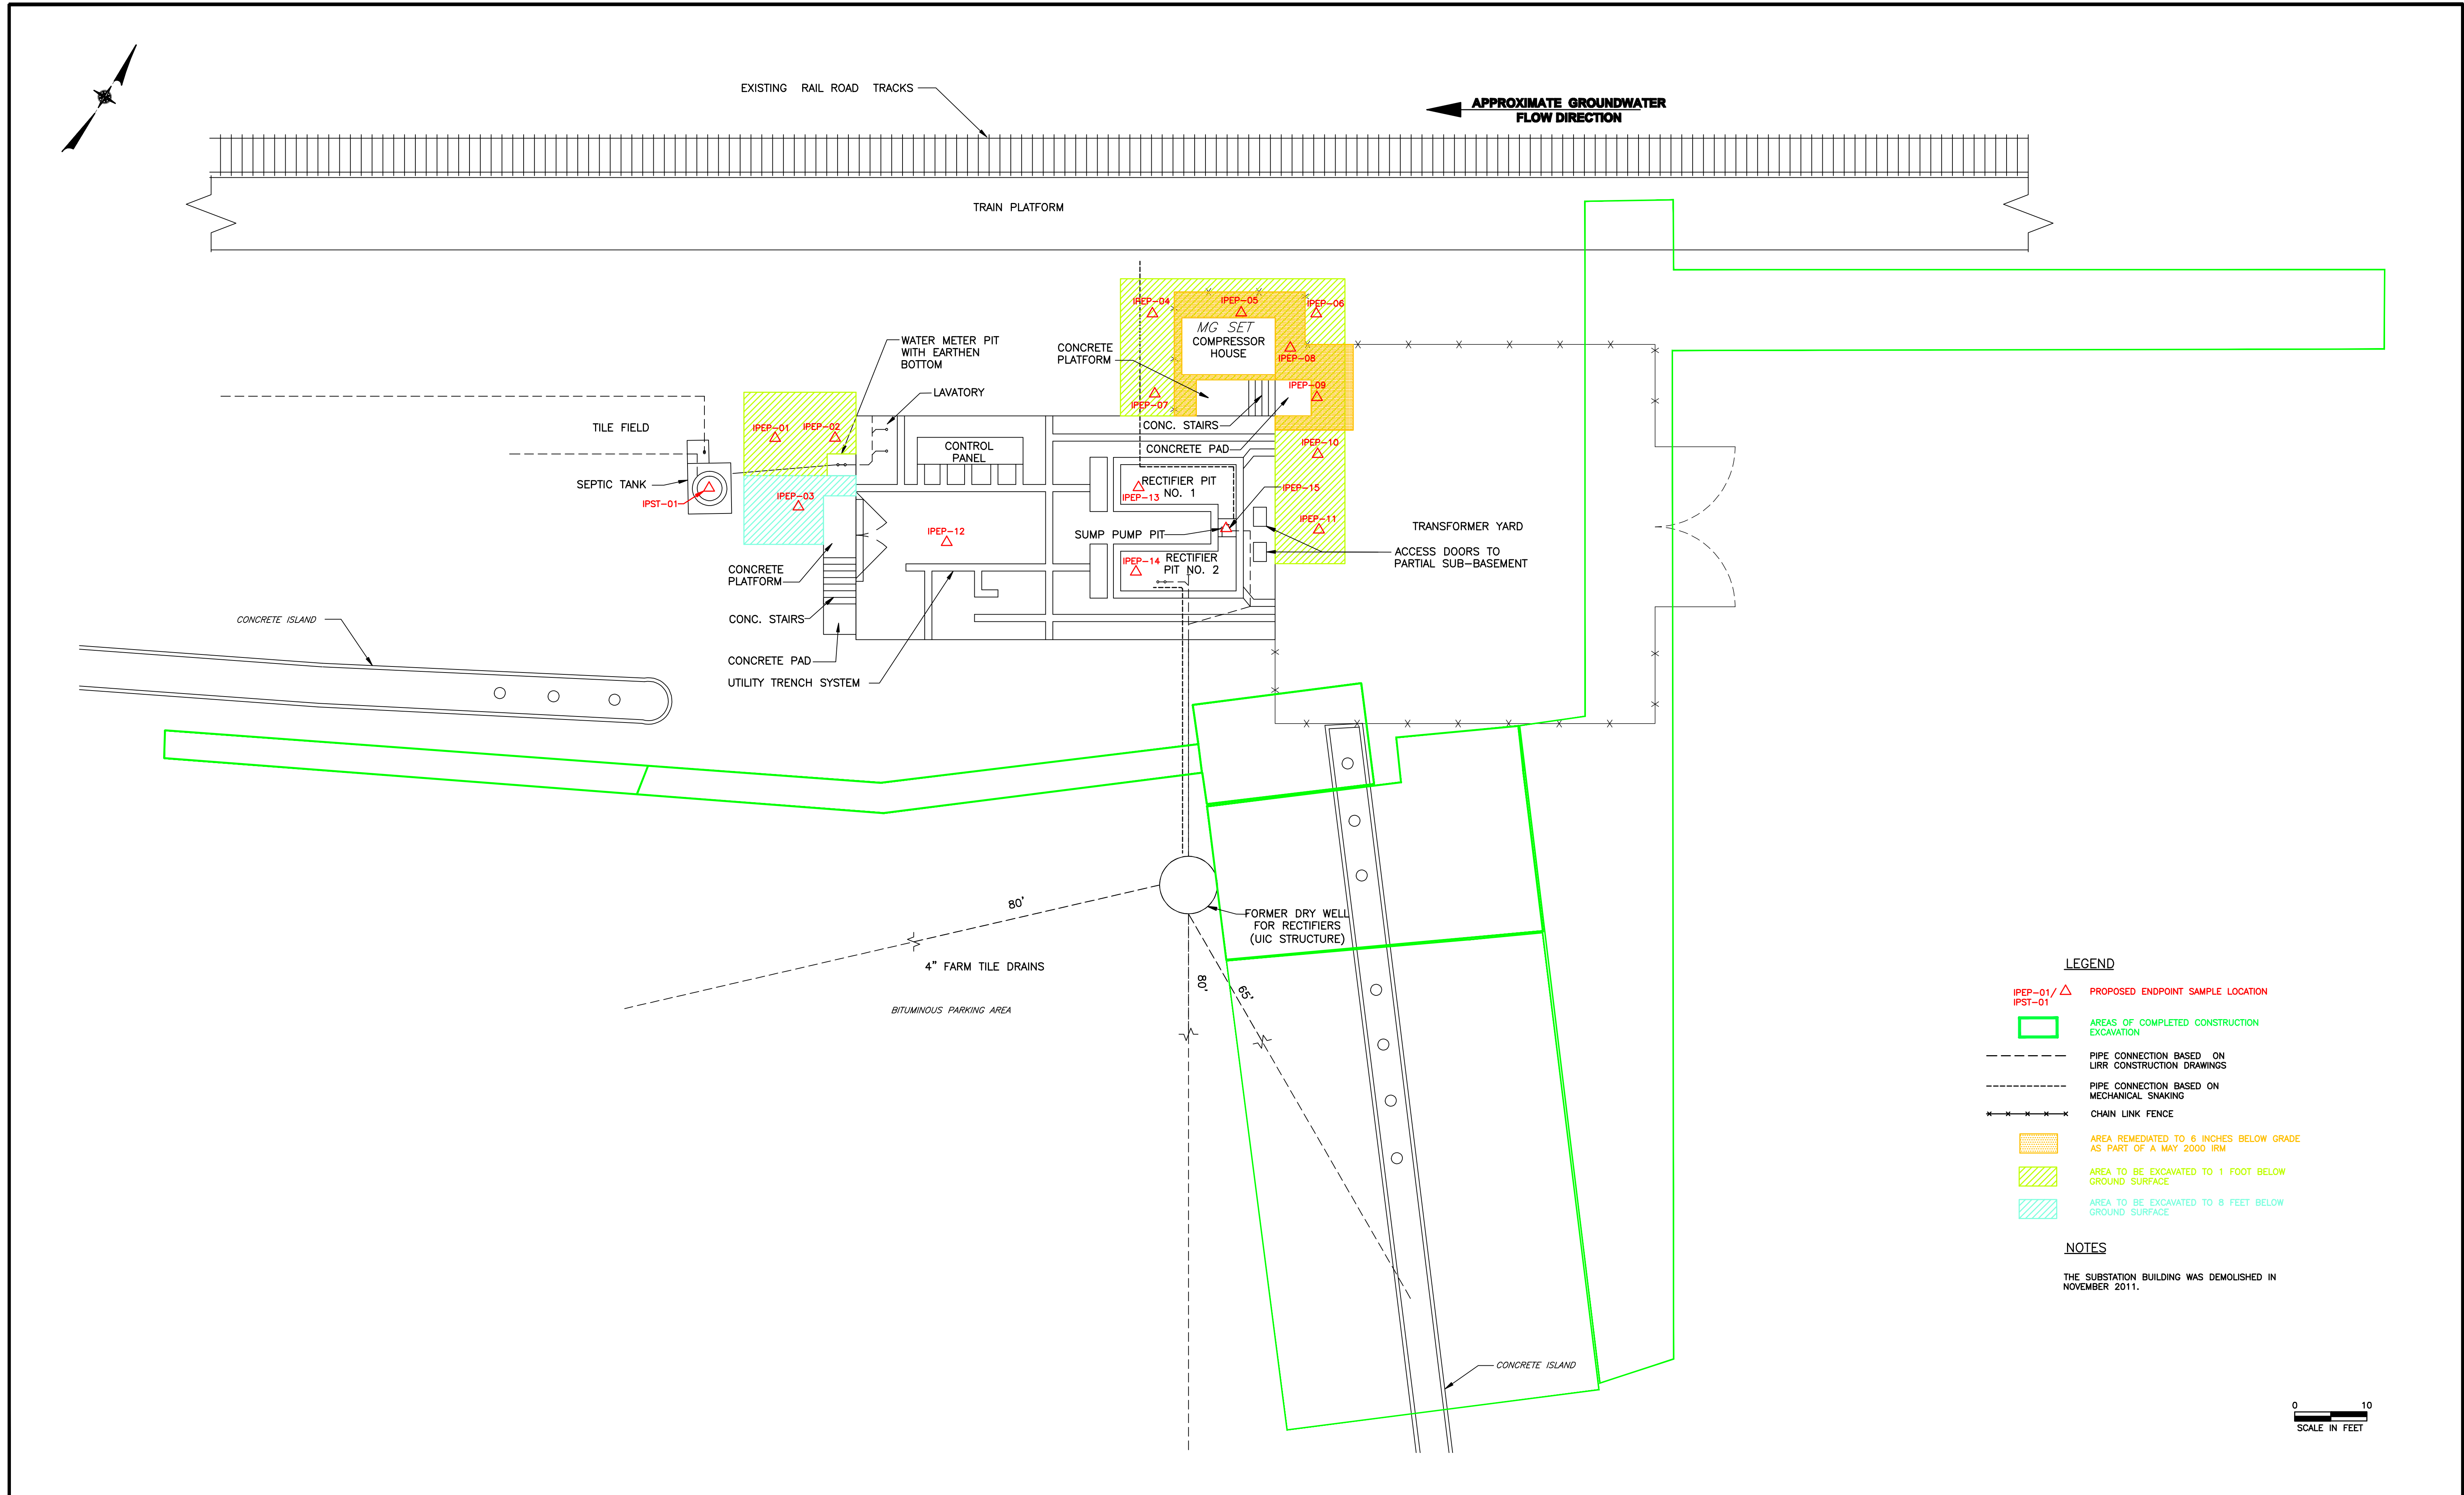 EXISTING RAIL ROAD TRACKS
APPROXIMATE GROUNDWATER
FLOW DIRECTION
TRAIN PLATFORM
IPEP-04
IPEP-05
IPEP-06
MG SET
COMPRESSOR
HOUSE
WATER METER PIT
WITH EARTHEN
BOTTOM
CONCRETE
PLATFORM
IPEP-08
IPEP-09
LAVATORY
IPEP-07
TILE FIELD
IPEP-01
IPEP-02
CONC. STAIRS
CONTROL
PANEL
CONCRETE PAD
IPEP-10
SEPTIC TANK
IPST-01
IPEP-03
RECTIFIER PIT
NO. 1
IPEP-13
IPEP-15
IPEP-11
TRANSFORMER YARD
IPEP-12
SUMP PUMP PIT
ACCESS DOORS TO
PARTIAL SUB-BASEMENT
IPEP-14
RECTIFIER
PIT NO. 2
CONCRETE
PLATFORM
CONC. STAIRS
CONCRETE ISLAND
CONCRETE PAD
UTILITY TRENCH SYSTEM
80'
FORMER DRY WELL
FOR RECTIFIERS
(UIC STRUCTURE)
4" FARM TILE DRAINS
80'
65'
BITUMINOUS PARKING AREA
CONCRETE ISLAND
LEGEND
IPEP-01/
IPST-01
PROPOSED ENDPOINT SAMPLE LOCATION
AREAS OF COMPLETED CONSTRUCTION
EXCAVATION
PIPE CONNECTION BASED ON
LIRR CONSTRUCTION DRAWINGS
PIPE CONNECTION BASED ON
MECHANICAL SNAKING
CHAIN LINK FENCE
AREA REMEDIATED TO 6 INCHES BELOW GRADE
AS PART OF A MAY 2000 IRM
AREA TO BE EXCAVATED TO 1 FOOT BELOW
GROUND SURFACE
AREA TO BE EXCAVATED TO 8 FEET BELOW
GROUND SURFACE
NOTES
THE SUBSTATION BUILDING WAS DEMOLISHED IN
NOVEMBER 2011.
0 10
SCALE IN FEET